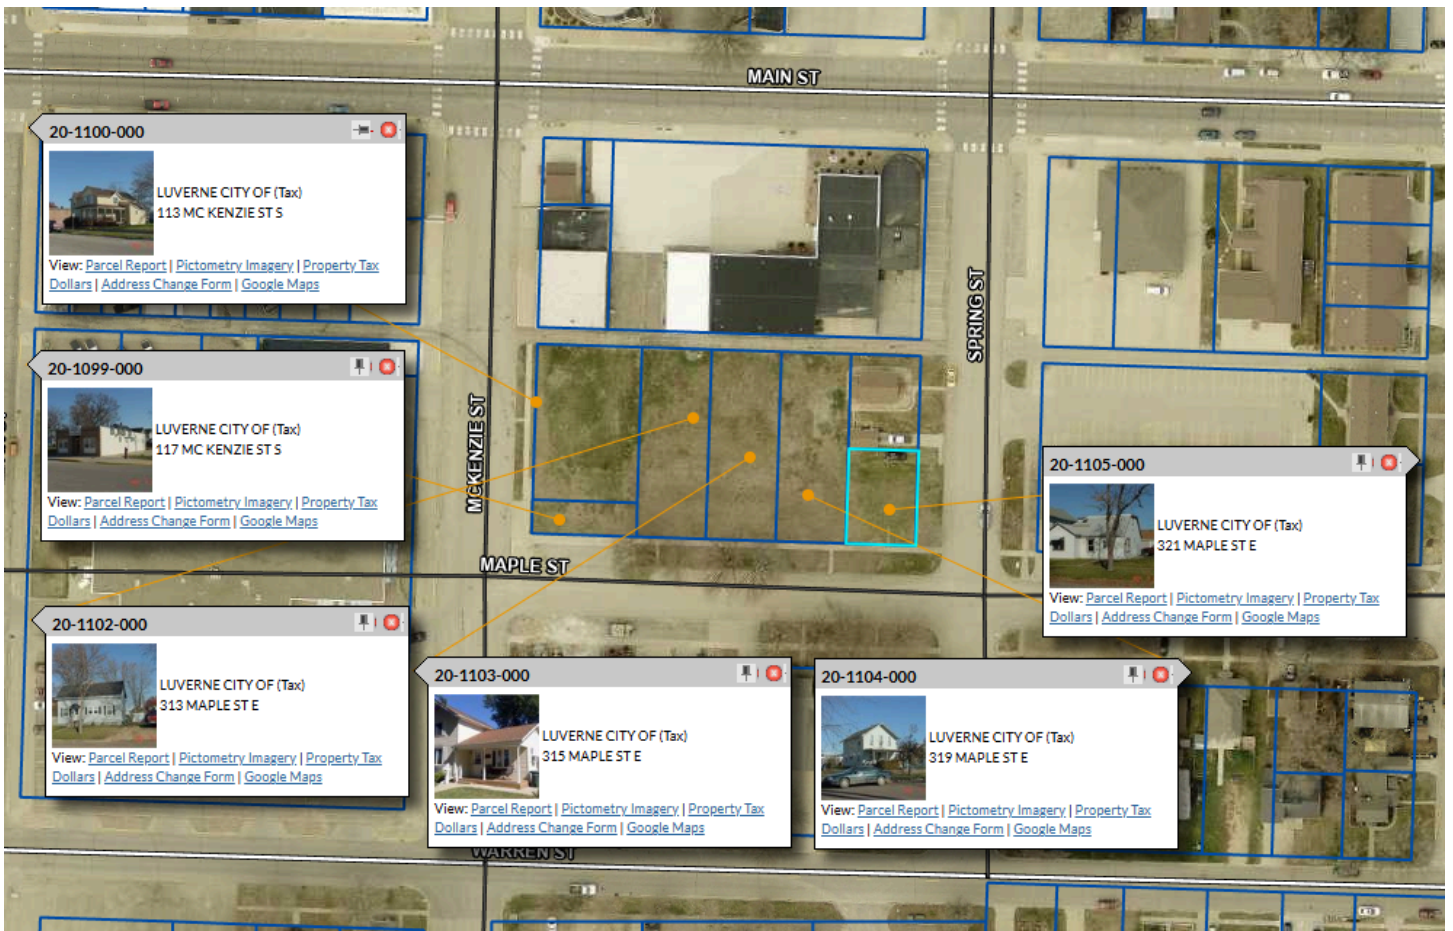 MAIN ST
20-1100-000
LUVERNE CITY OF (Tax)
113 MC KENZIE ST S
View: Parcel Report | Pictometry Imagery | Property Tax
Dollars | Address Change Form | Google Maps
SPRING ST
20-1099-000
LUVERNE CITY OF (Tax)
117 MC KENZIE ST S
View: Parcel Report | Pictometry Imagery | Property Tax
Dollars | Address Change Form | Google Maps
MCKENZIE ST
20-1105-000
LUVERNE CITY OF (Tax)
321 MAPLE ST E
View: Parcel Report | Pictometry Imagery | Property Tax
Dollars | Address Change Form | Google Maps
MAPLE ST
20-1102-000
LUVERNE CITY OF (Tax)
313 MAPLE ST E
View: Parcel Report | Pictometry Imagery | Property Tax
Dollars | Address Change Form | Google Maps
20-1103-000
LUVERNE CITY OF (Tax)
315 MAPLE ST E
View: Parcel Report | Pictometry Imagery | Property Tax
Dollars | Address Change Form | Google Maps
20-1104-000
LUVERNE CITY OF (Tax)
319 MAPLE ST E
View: Parcel Report | Pictometry Imagery | Property Tax
Dollars | Address Change Form | Google Maps
WARREN ST